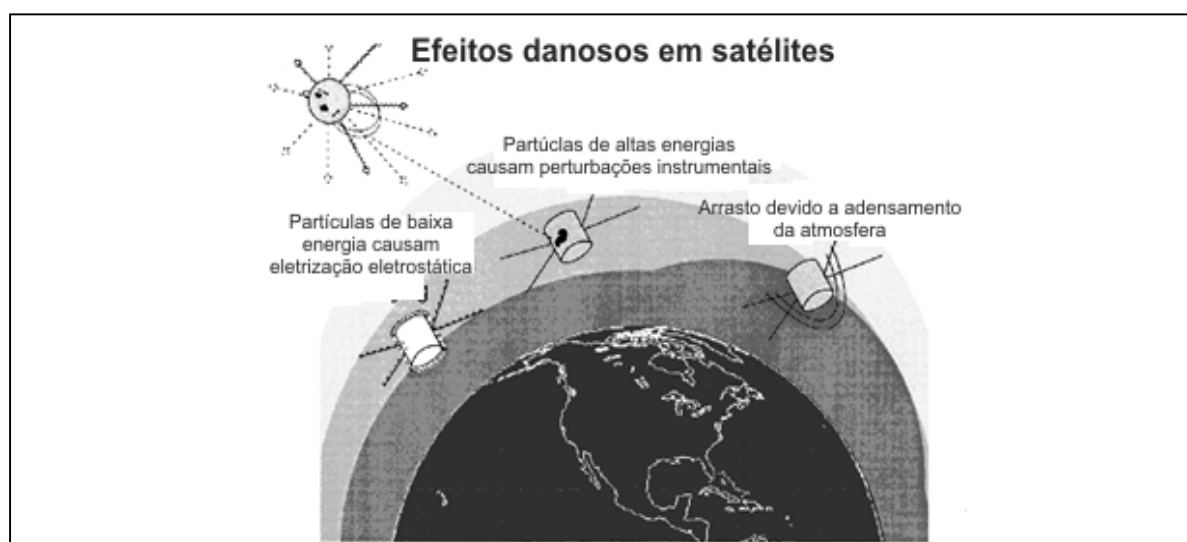 Efeitos danosos em satélites
Partúclas de altas energias
causam perturbações instrumentais
Arrasto devido a adensamento
da atmosfera
Partículas de baixa
energia causam
eletrização eletrostática